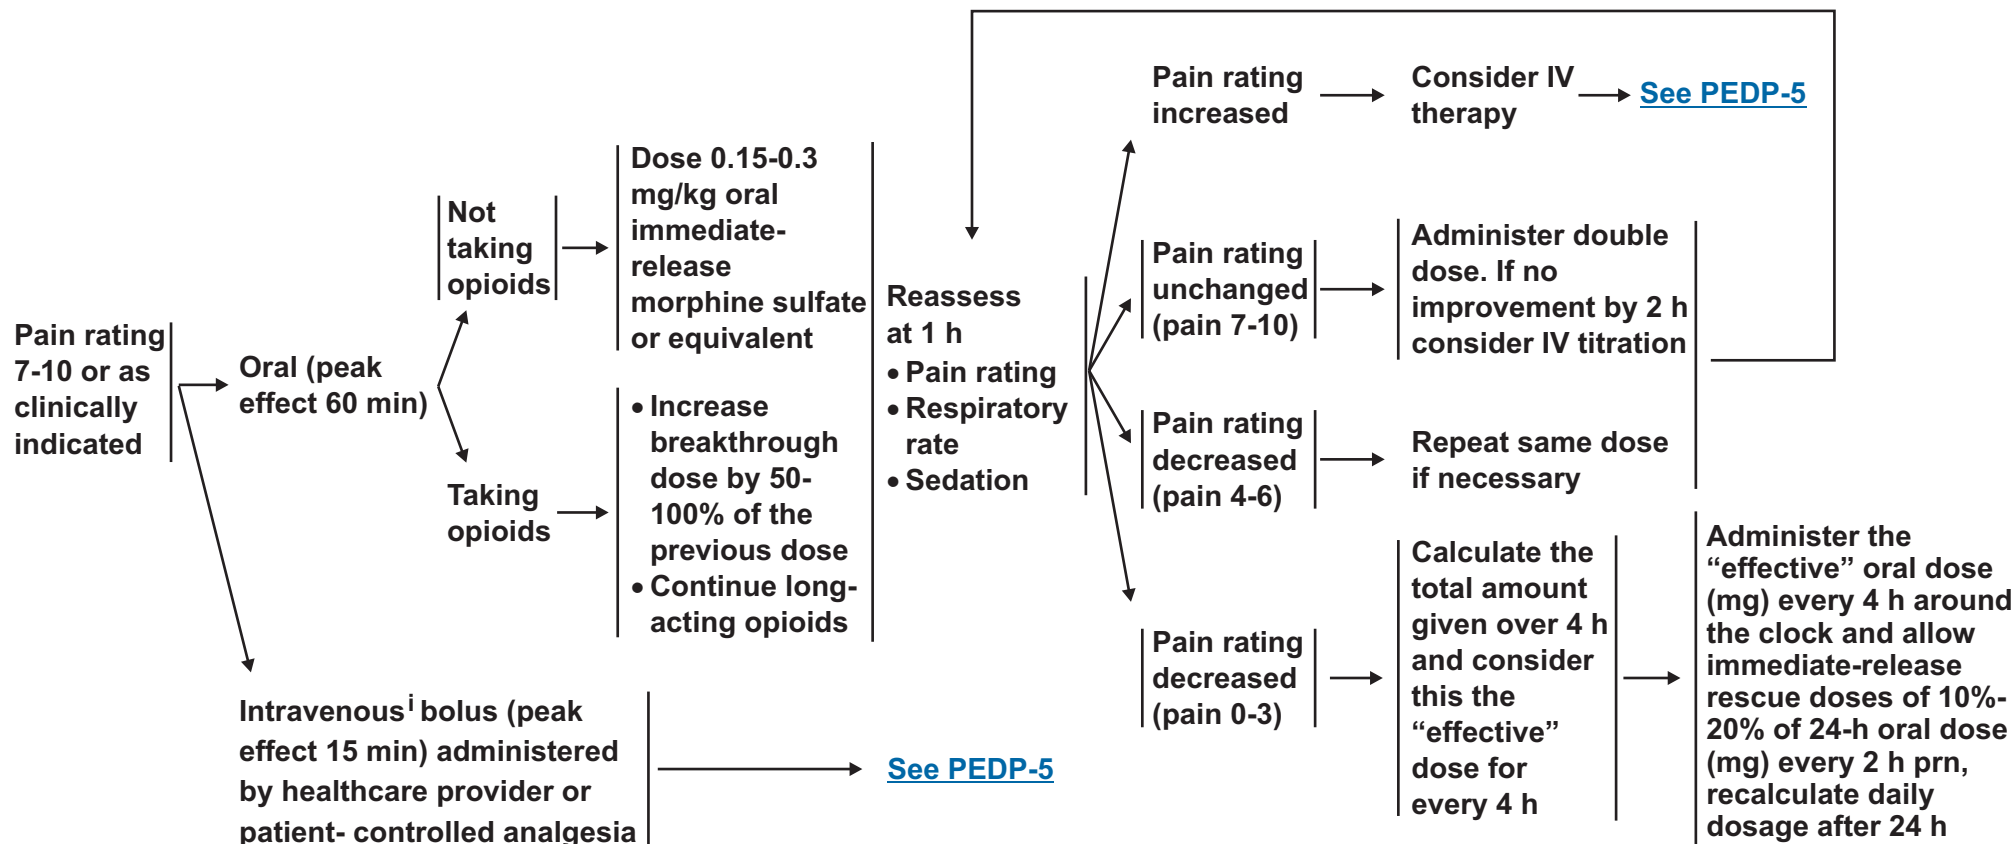 Pain rating
7-10 or as
clinically
indicated
Oral (peak
effect 60 min)
Not
taking
opioids
Dose 0.15-0.3
mg/kg oral
immediate-
release
morphine sulfate
or equivalent
Taking
opioids
• Increase
breakthrough
dose by 50-
100% of the
previous dose
• Continue long-
acting opioids
Intravenous i bolus (peak
effect 15 min) administered
by healthcare provider or
patient- controlled analgesia
See PEDP-5
Reassess
at 1 h
• Pain rating
• Respiratory
rate
• Sedation
Pain rating
increased
Consider IV
therapy
See PEDP-5
Pain rating
unchanged
(pain 7-10)
Administer double
dose. If no
improvement by 2 h
consider IV titration
Pain rating
decreased
(pain 4-6)
Repeat same dose
if necessary
Pain rating
decreased
(pain 0-3)
Calculate the
total amount
given over 4 h
and consider
this the
“effective”
dose for
every 4 h
Administer the
“effective” oral dose
(mg) every 4 h around
the clock and allow
immediate-release
rescue doses of 10%-
20% of 24-h oral dose
(mg) every 2 h prn,
recalculate daily
dosage after 24 h